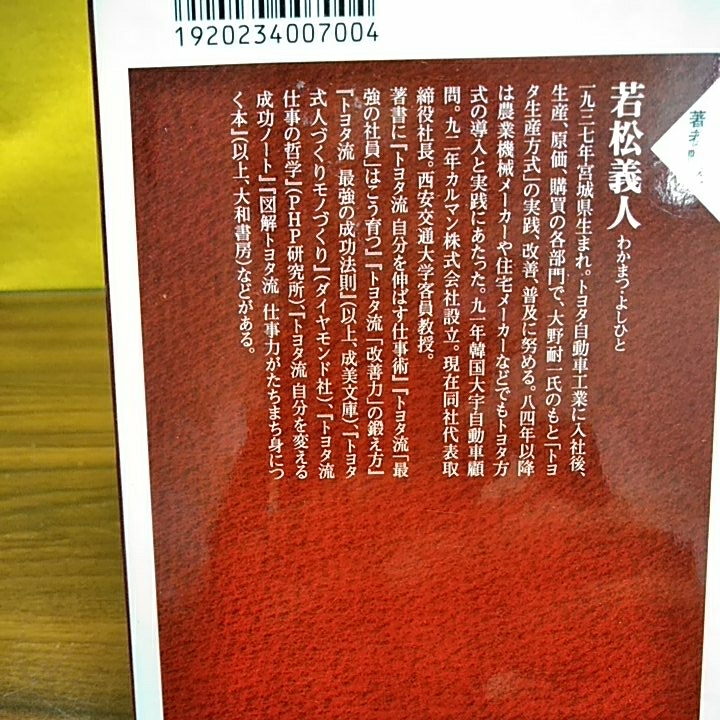 1920234007004
著者
若松義人 わかまつ・よしひと
一九三七年宮城県生まれ。トヨタ自動車工業に入社後、
生産、原価、購買の各部門で、大野耐一氏のもと「トヨ
タ生産方式」の実践、改善、普及に努める。八四年以降
は農業機械メーカーや住宅メーカーなどでもトヨタ方
式の導入と実践にあたった。九一年韓国大宇自動車顧
問。九二年カルマン株式会社設立。現在同社代表取
締役社長。西安交通大学客員教授。
著書に『トヨタ流 自分を伸ばす仕事術』『トヨタ流「最
強の社員」はこう育つ』『トヨタ流「改善力」の鍛え方』
『トヨタ流 最強の成功法則』(以上、成美文庫)、『トヨタ
式人づくりモノづくり』(ダイヤモンド社)、『トヨタ流
仕事の哲学』(PHP研究所)、『トヨタ流 自分を変える
成功ノート』『図解トヨタ流 仕事力がたちまち身につ
く本』(以上、大和書房)などがある。